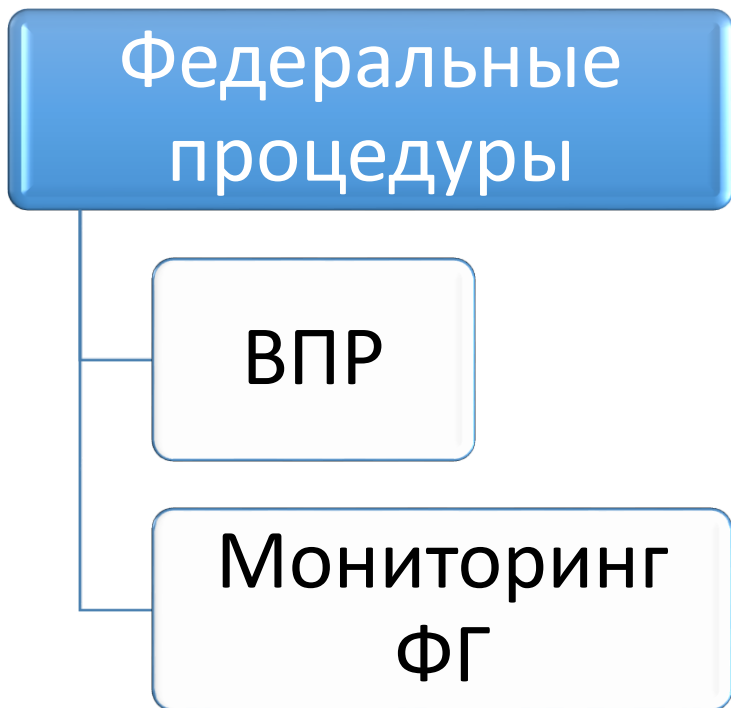 Федеральные
процедуры
ВПР
Мониторинг
ФГ